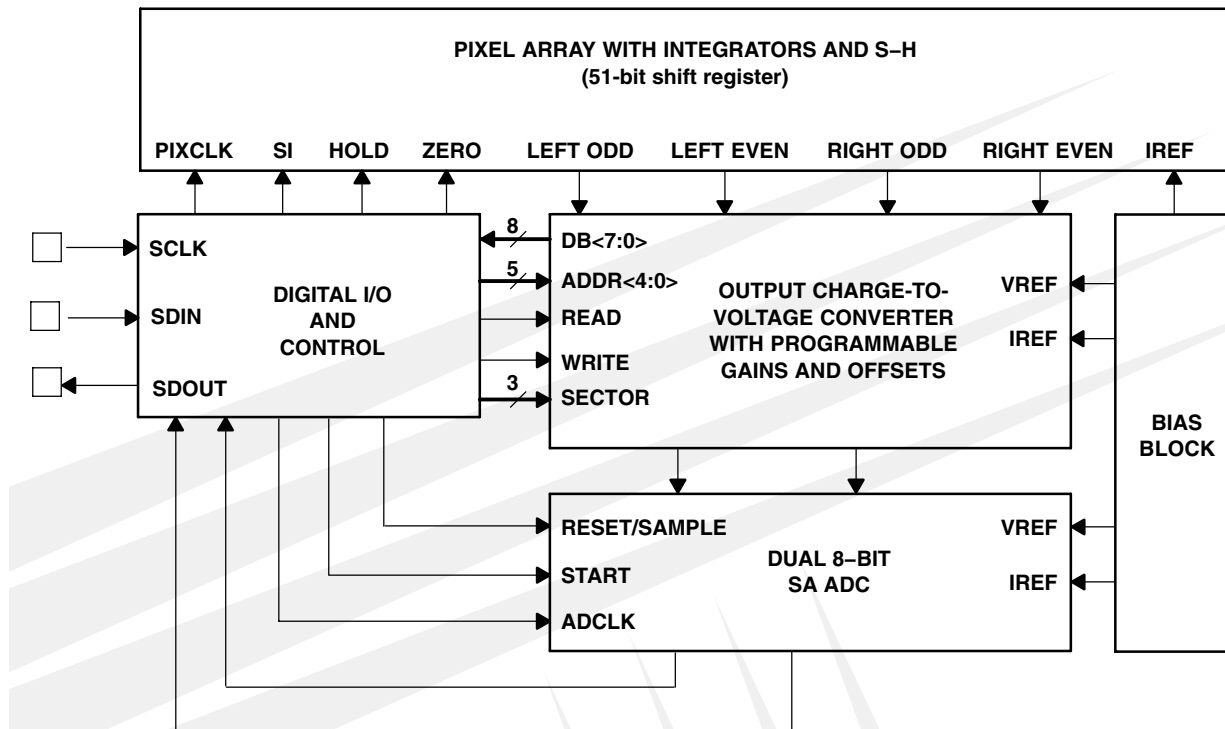 PIXEL ARRAY WITH INTEGRATORS AND S–H
(51-bit shift register)
PIXCLK SI HOLD ZERO LEFT ODD LEFT EVEN RIGHT ODD RIGHT EVEN IREF
SCLK
SDIN
SDOUT
DIGITAL I/O
AND
CONTROL
8
5
3
DB<7:0>
ADDR<4:0>
READ
WRITE
SECTOR
OUTPUT CHARGE-TO-
VOLTAGE CONVERTER
WITH PROGRAMMABLE
GAINS AND OFFSETS
VREF
IREF
BIAS
BLOCK
RESET/SAMPLE
START
ADCLK
DUAL 8–BIT
SA ADC
VREF
IREF